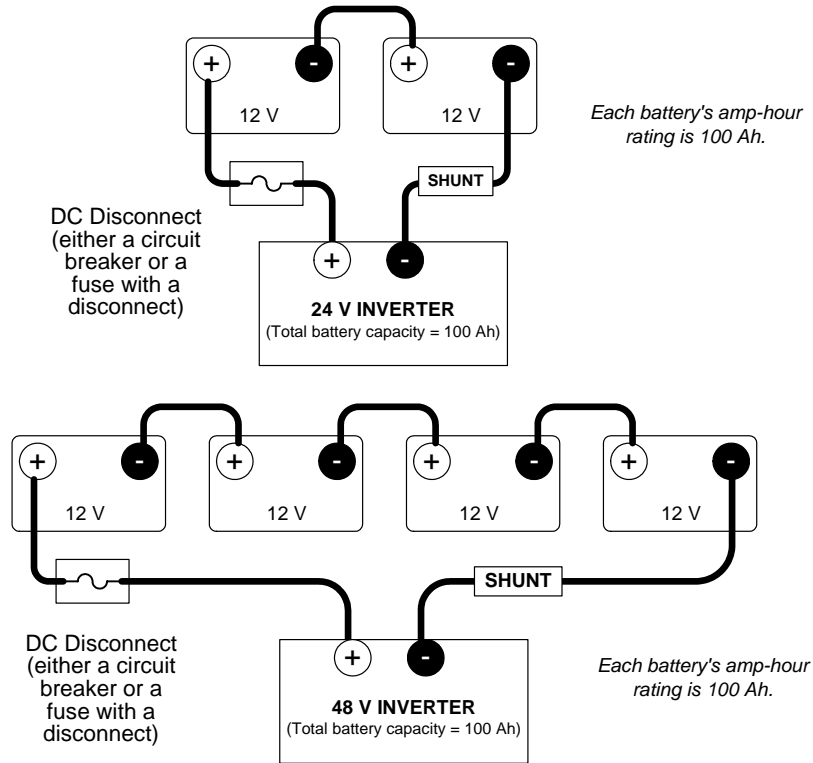 +
-
+
-
12 V
12 V
Each battery's amp-hour
rating is 100 Ah.
SHUNT
DC Disconnect
(either a circuit
breaker or a
fuse with a
disconnect)
+
-
24 V INVERTER
(Total battery capacity = 100 Ah)
+
-
+
-
+
-
+
-
12 V
12 V
12 V
12 V
SHUNT
DC Disconnect
(either a circuit
breaker or a
fuse with a
disconnect)
+
-
48 V INVERTER
(Total battery capacity = 100 Ah)
Each battery's amp-hour
rating is 100 Ah.